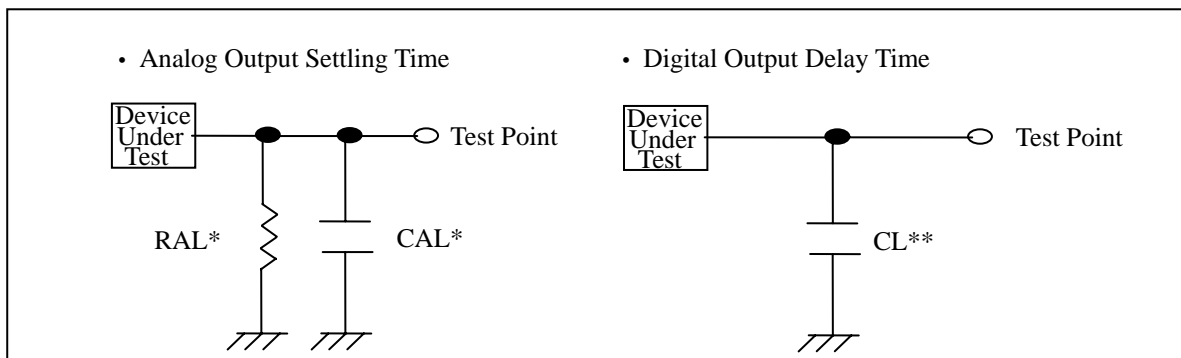 • Analog Output Settling Time
Device
Under
Test
Test Point
RAL*
CAL*
• Digital Output Delay Time
Device
Under
Test
Test Point
CL**